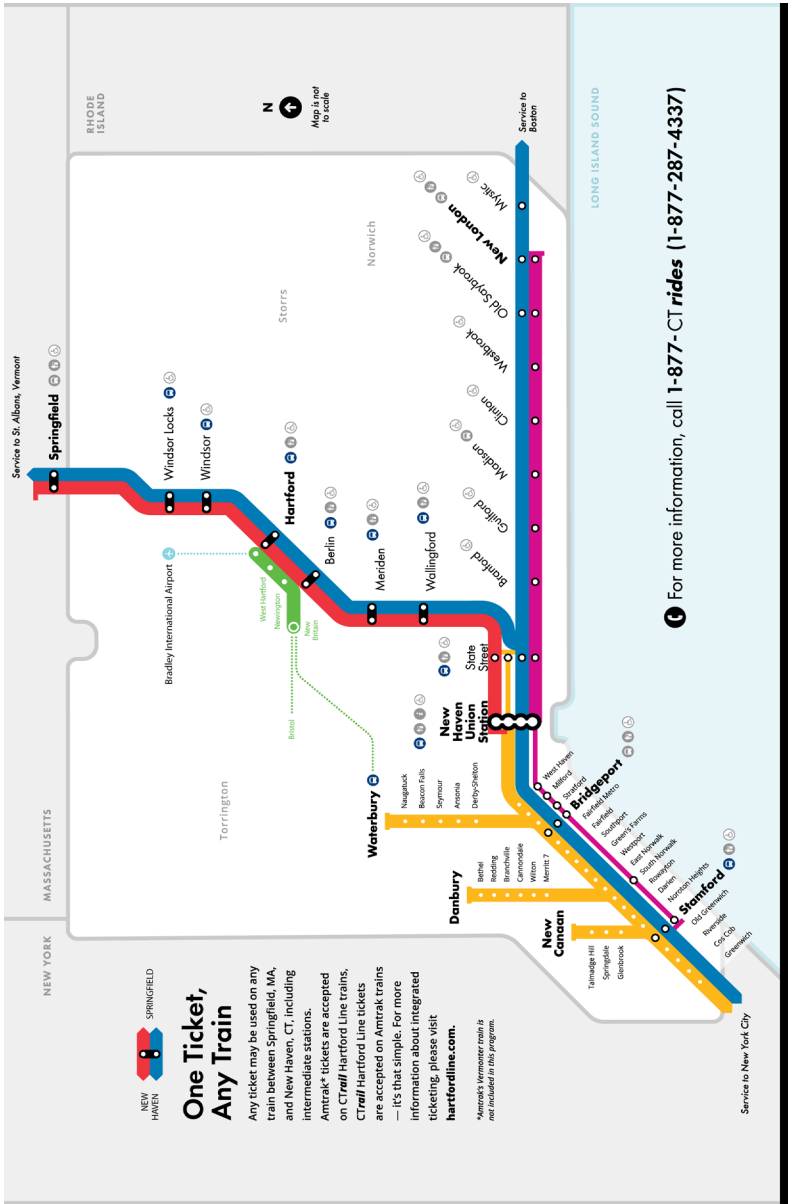 NEW YORK
MASSACHUSETTS
RHODE
ISLAND
N
Map is not
to scale
NEW
HAVEN
SPRINGFIELD
One Ticket,
Any Train
Any ticket may be used on any
train between Springfield, MA,
and New Haven, CT, including
intermediate stations.
Amtrak* tickets are accepted
on CTrail Hartford Line trains,
CTrail Hartford Line tickets
are accepted on Amtrak trains
— it's that simple. For more
information about integrated
ticketing, please visit
hartfordline.com.
*Amtrak's Vermonter train is
not included in this program.
Service to St. Albans, Vermont
Springfield
Windsor Locks
Windsor
Hartford
Berlin
Meriden
Wallingford
State
Street
New
Haven
Union
Station
Bradley International Airport
West Hartford
Newington
New
Britain
Bristol
Torrington
Storrs
Norwich
Waterbury
Naugatuck
Beacon Falls
Seymour
Ansonia
Derby-Shelton
Danbury
Bethel
Redding
Branchville
Cannondale
Wilton
Merritt 7
New
Canaan
Talmadge Hill
Springdale
Glenbrook
Branford
Guilford
Madison
Clinton
Westbrook
Old Saybrook
New London
Mystic
Service to
Boston
West Haven
Milford
Stratford
Bridgeport
Fairfield Metro
Fairfield
Southport
Green's Farms
Westport
East Norwalk
South Norwalk
Rowayton
Darien
Noroton Heights
Stamford
Old Greenwich
Riverside
Cos Cob
Greenwich
Service to New York City
LONG ISLAND SOUND
For more information, call 1-877-CTrides (1-877-287-4337)